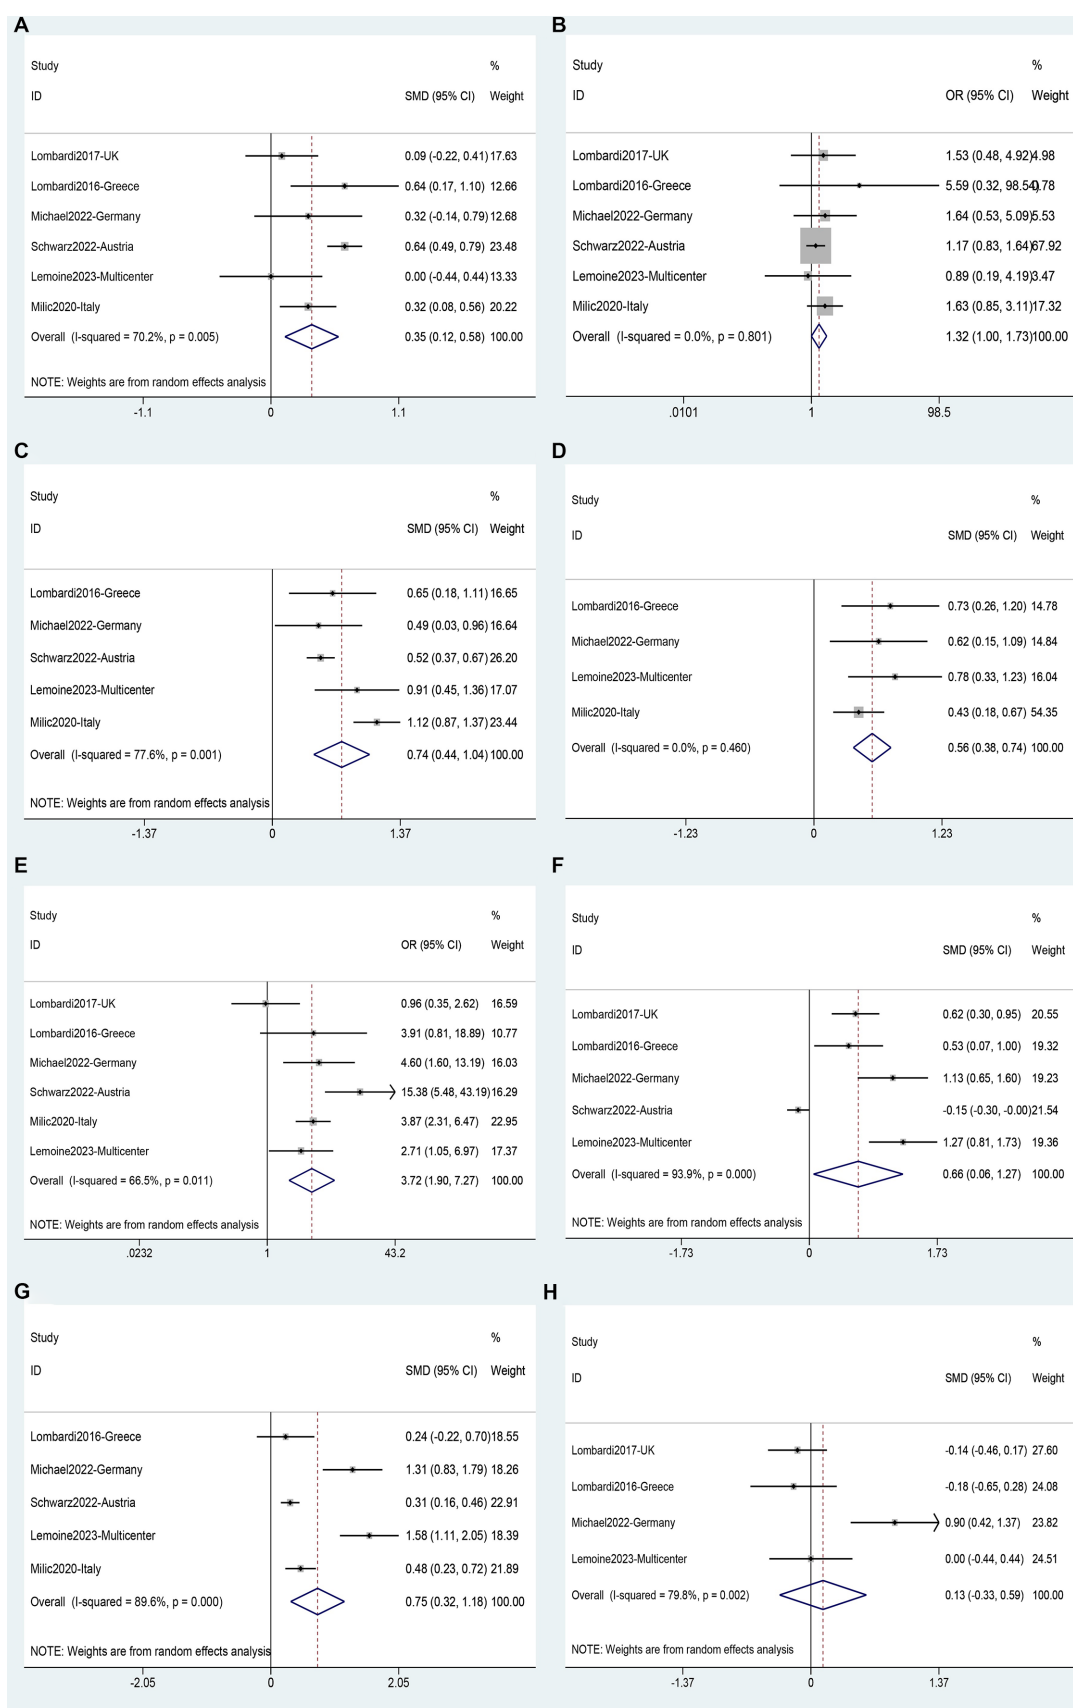 A
Study %
ID SMD (95% CI) Weight
Lombardi2017-UK 0.09 (-0.22, 0.41) 17.63
Lombardi2016-Greece 0.64 (0.17, 1.10) 12.66
Michael2022-Germany 0.32 (-0.14, 0.79) 12.68
Schwarz2022-Austria 0.64 (0.49, 0.79) 23.48
Lemoine2023-Multicenter 0.00 (-0.44, 0.44) 13.33
Milic2020-Italy 0.32 (0.08, 0.56) 20.22
Overall (I-squared = 70.2%, p = 0.005) 0.35 (0.12, 0.58) 100.00
NOTE: Weights are from random effects analysis
-1.1 0 1.1
B
Study %
ID OR (95% CI) Weight
Lombardi2017-UK 1.53 (0.48, 4.92) 4.98
Lombardi2016-Greece 5.59 (0.32, 98.54) 0.78
Michael2022-Germany 1.64 (0.53, 5.09) 5.53
Schwarz2022-Austria 1.17 (0.83, 1.64) 67.92
Lemoine2023-Multicenter 0.89 (0.19, 4.19) 3.47
Milic2020-Italy 1.63 (0.85, 3.11) 17.32
Overall (I-squared = 0.0%, p = 0.801) 1.32 (1.00, 1.73) 100.00
.0101 1 98.5
C
Study %
ID SMD (95% CI) Weight
Lombardi2016-Greece 0.65 (0.18, 1.11) 16.65
Michael2022-Germany 0.49 (0.03, 0.96) 16.64
Schwarz2022-Austria 0.52 (0.37, 0.67) 26.20
Lemoine2023-Multicenter 0.91 (0.45, 1.36) 17.07
Milic2020-Italy 1.12 (0.87, 1.37) 23.44
Overall (I-squared = 77.6%, p = 0.001) 0.74 (0.44, 1.04) 100.00
NOTE: Weights are from random effects analysis
-1.37 0 1.37
D
Study %
ID SMD (95% CI) Weight
Lombardi2016-Greece 0.73 (0.26, 1.20) 14.78
Michael2022-Germany 0.62 (0.15, 1.09) 14.84
Lemoine2023-Multicenter 0.78 (0.33, 1.23) 16.04
Milic2020-Italy 0.43 (0.18, 0.67) 54.35
Overall (I-squared = 0.0%, p = 0.460) 0.56 (0.38, 0.74) 100.00
-1.23 0 1.23
E
Study %
ID OR (95% CI) Weight
Lombardi2017-UK 0.96 (0.35, 2.62) 16.59
Lombardi2016-Greece 3.91 (0.81, 18.89) 10.77
Michael2022-Germany 4.60 (1.60, 13.19) 16.03
Schwarz2022-Austria 15.38 (5.48, 43.19) 16.29
Milic2020-Italy 3.87 (2.31, 6.47) 22.95
Lemoine2023-Multicenter 2.71 (1.05, 6.97) 17.37
Overall (I-squared = 66.5%, p = 0.011) 3.72 (1.90, 7.27) 100.00
NOTE: Weights are from random effects analysis
.0232 1 43.2
F
Study %
ID SMD (95% CI) Weight
Lombardi2017-UK 0.62 (0.30, 0.95) 20.55
Lombardi2016-Greece 0.53 (0.07, 1.00) 19.32
Michael2022-Germany 1.13 (0.65, 1.60) 19.23
Schwarz2022-Austria -0.15 (-0.30, -0.00) 21.54
Lemoine2023-Multicenter 1.27 (0.81, 1.73) 19.36
Overall (I-squared = 93.9%, p = 0.000) 0.66 (0.06, 1.27) 100.00
NOTE: Weights are from random effects analysis
-1.73 0 1.73
G
Study %
ID SMD (95% CI) Weight
Lombardi2016-Greece 0.24 (-0.22, 0.70) 18.55
Michael2022-Germany 1.31 (0.83, 1.79) 18.26
Schwarz2022-Austria 0.31 (0.16, 0.46) 22.91
Lemoine2023-Multicenter 1.58 (1.11, 2.05) 18.39
Milic2020-Italy 0.48 (0.23, 0.72) 21.89
Overall (I-squared = 89.6%, p = 0.000) 0.75 (0.32, 1.18) 100.00
NOTE: Weights are from random effects analysis
-2.05 0 2.05
H
Study %
ID SMD (95% CI) Weight
Lombardi2017-UK -0.14 (-0.46, 0.17) 27.60
Lombardi2016-Greece -0.18 (-0.65, 0.28) 24.08
Michael2022-Germany 0.90 (0.42, 1.37) 23.82
Lemoine2023-Multicenter 0.00 (-0.44, 0.44) 24.51
Overall (I-squared = 79.8%, p = 0.002) 0.13 (-0.33, 0.59) 100.00
NOTE: Weights are from random effects analysis
-1.37 0 1.37